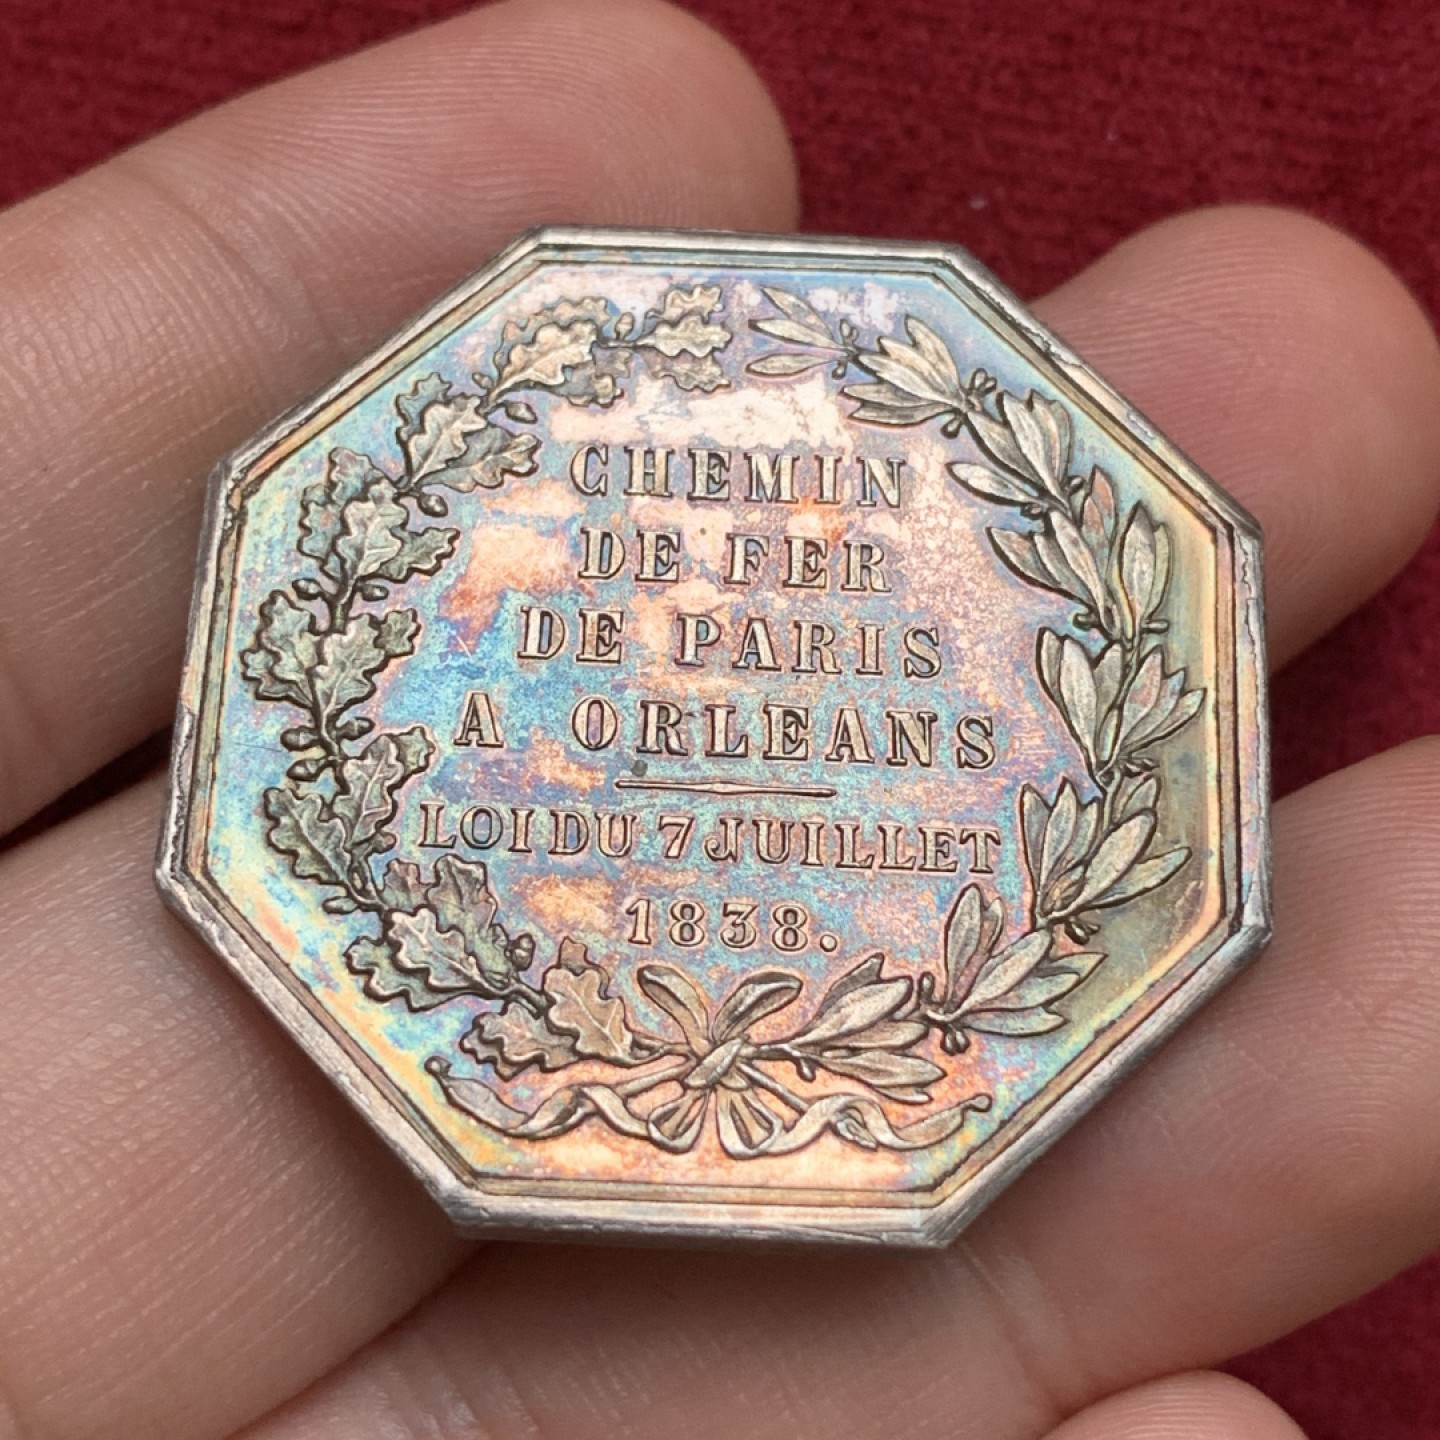 CHEMIN
DE FER
DE PARIS
A ORLEANS
LOI DU 7 JUILLET
1838.